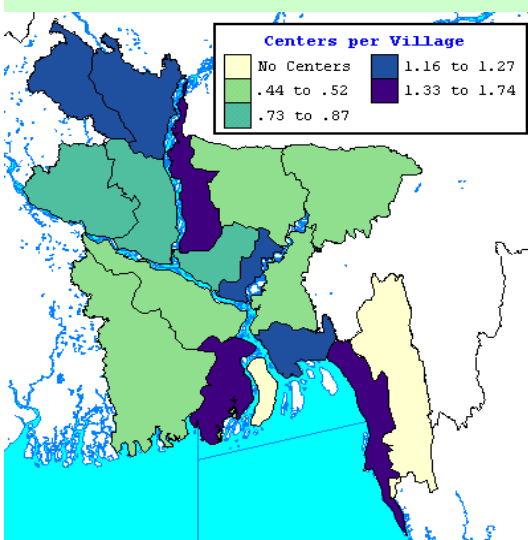 Centers per Village
No Centers
.44 to .52
.73 to .87
1.16 to 1.27
1.33 to 1.74